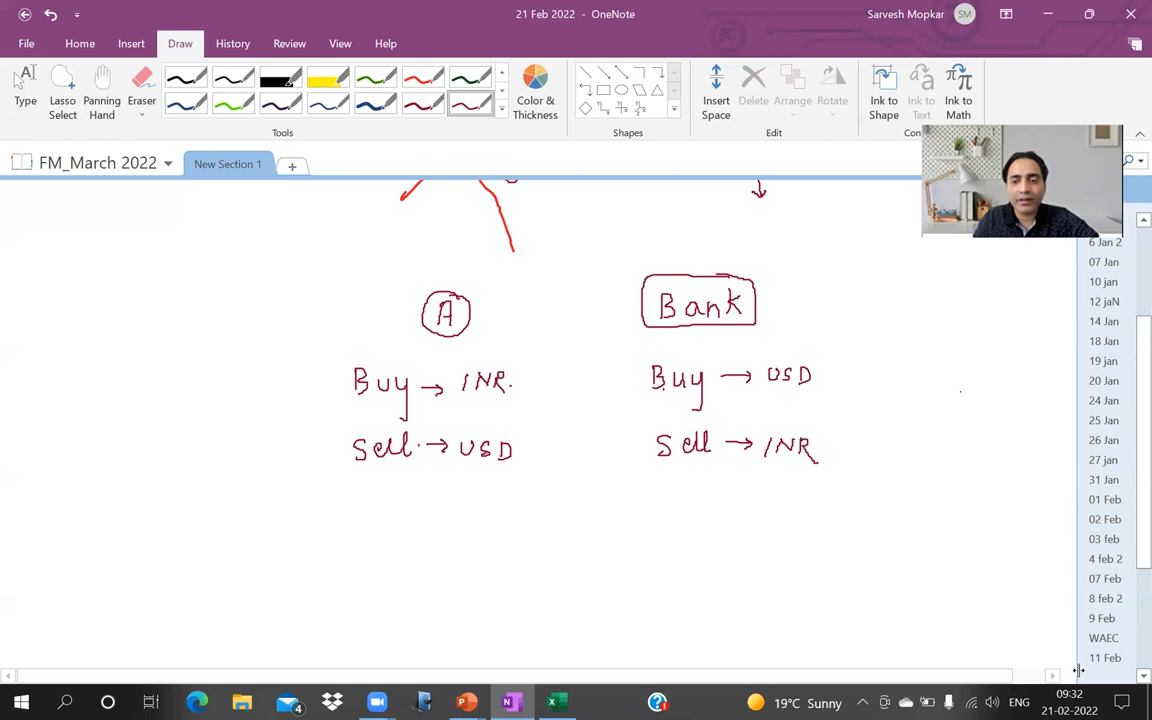 21 Feb 2022 - OneNote
Sarvesh Mopkar
SM
File Home Insert Draw History Review View Help
Type
Lasso Select
Panning Hand
Eraser
Color & Thickness
Insert Space
Delete
Arrange
Rotate
Ink to Shape
Ink to Text
Ink to Math
Tools
Shapes
Edit
FM_March 2022
New Section 1
6 Jan 2
07 Jan
10 jan
12 jaN
14 Jan
18 Jan
19 jan
20 Jan
24 Jan
25 Jan
26 Jan
27 jan
31 Jan
01 Feb
02 Feb
03 feb
4 feb 2
07 Feb
8 feb 2
9 Feb
WAEC
11 Feb
A
Bank
Buy → INR.
Buy → USD
Sell → USD
Sell → INR
4
19°C Sunny
ENG
09:32
21-02-2022